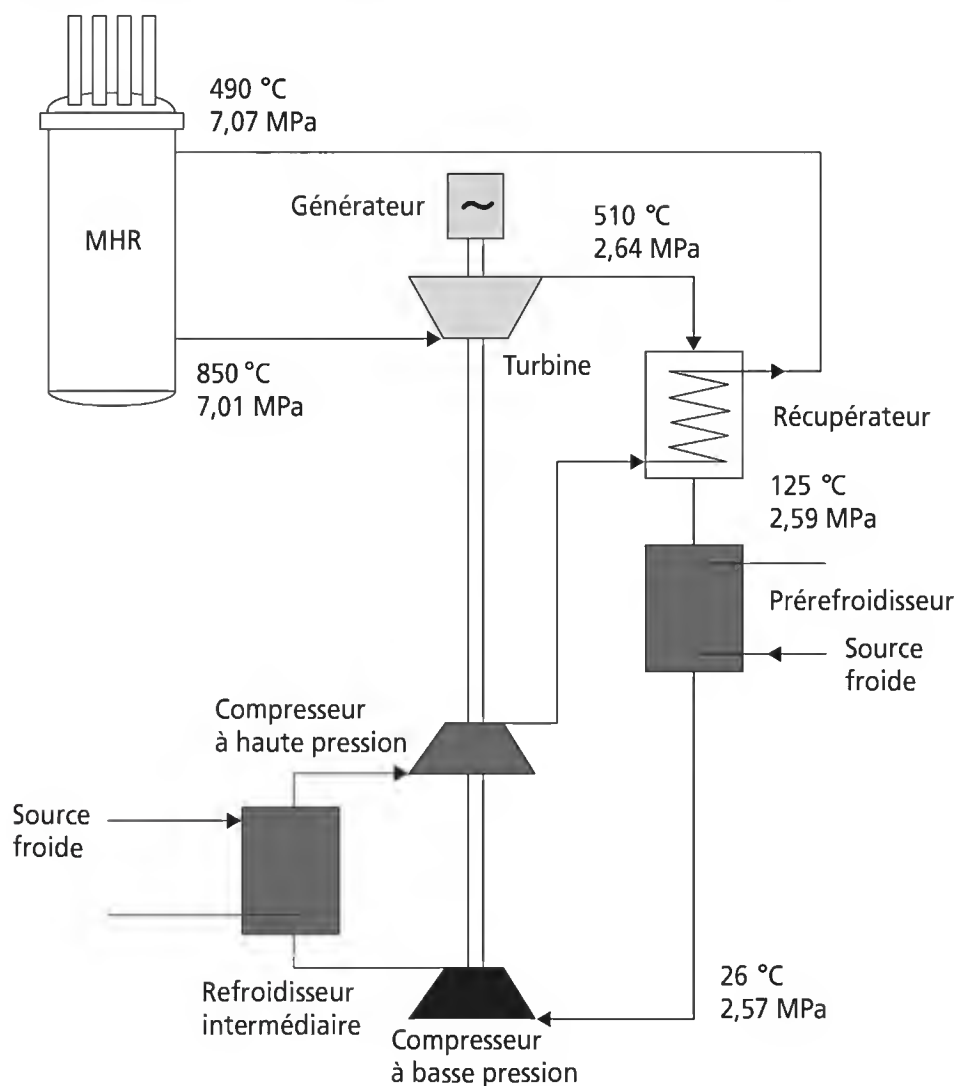 490 °C
7,07 MPa
Générateur
~
510 °C
2,64 MPa
MHR
850 °C
7,01 MPa
Turbine
Récupérateur
125 °C
2,59 MPa
Prérefroidisseur
Source
froide
Compresseur
à haute pression
Source
froide
Refroidisseur
intermédiaire
26 °C
2,57 MPa
Compresseur
à basse pression